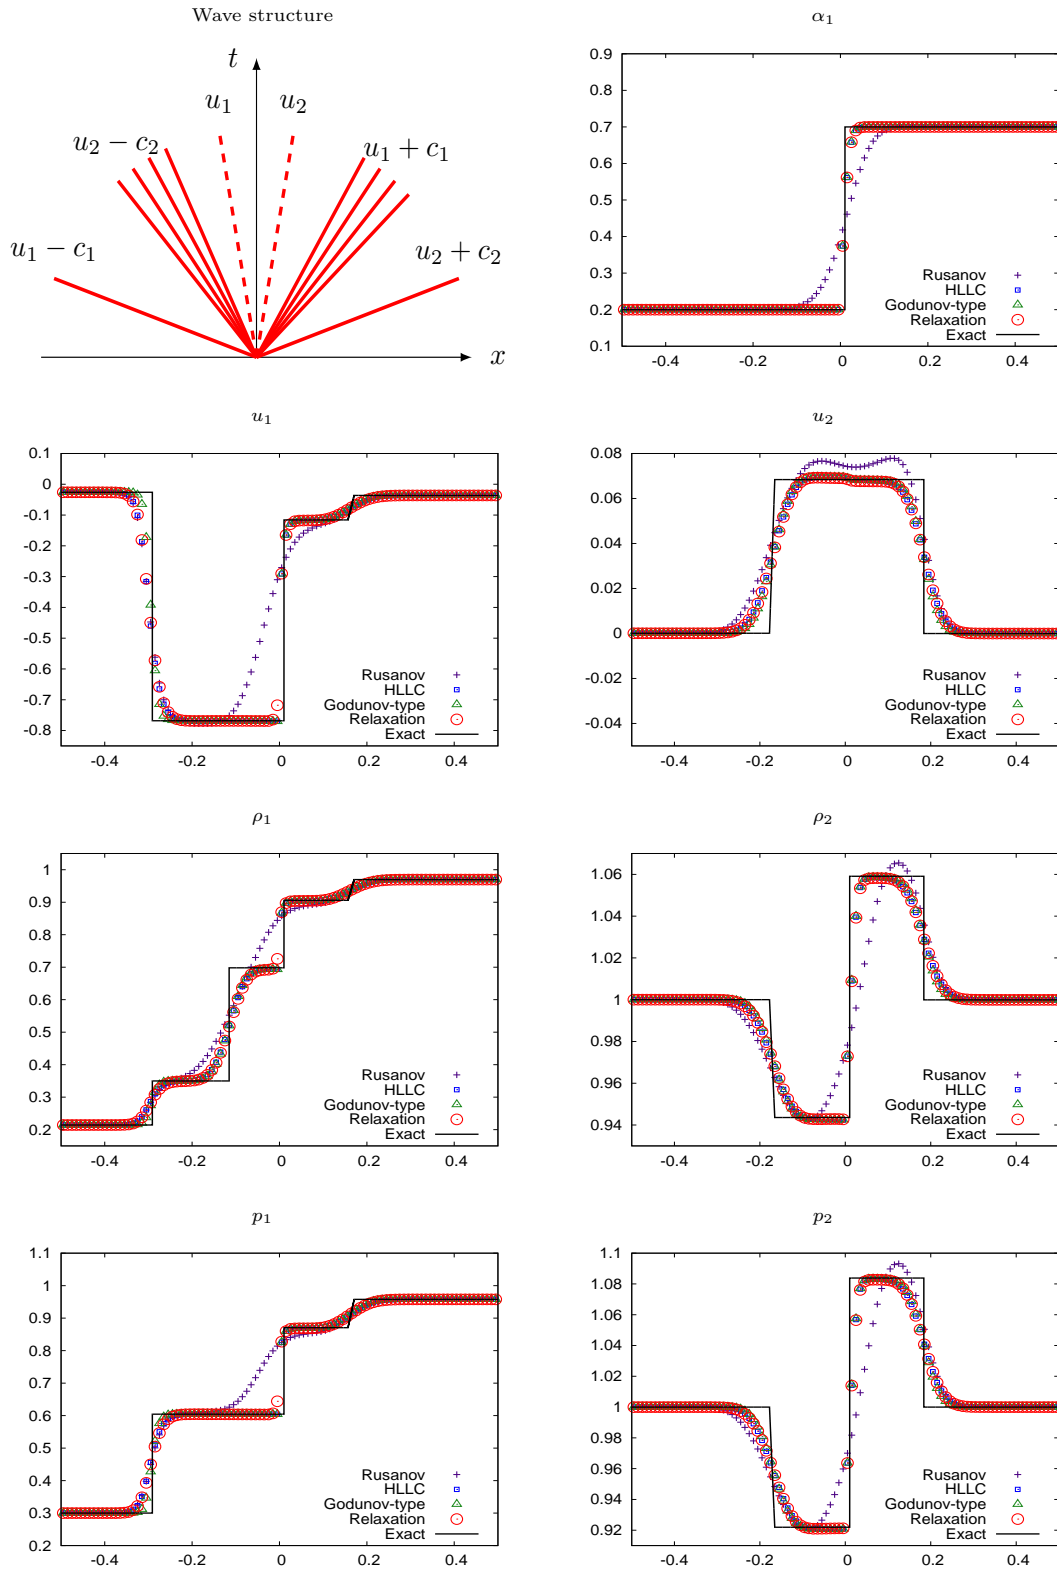 Wave structure
t
u1
u2
u2 − c2
u1 + c1
u1 − c1
u2 + c2
x
α1
0.9
0.8
0.7
0.6
0.5
0.4
0.3
0.2
0.1
-0.4
-0.2
0
0.2
0.4
Rusanov
HLLC
Godunov-type
Relaxation
Exact
u1
0.1
0
-0.1
-0.2
-0.3
-0.4
-0.5
-0.6
-0.7
-0.8
-0.4
-0.2
0
0.2
0.4
Rusanov
HLLC
Godunov-type
Relaxation
Exact
u2
0.08
0.06
0.04
0.02
0
-0.02
-0.04
-0.4
-0.2
0
0.2
0.4
Rusanov
HLLC
Godunov-type
Relaxation
Exact
ρ1
1
0.9
0.8
0.7
0.6
0.5
0.4
0.3
0.2
-0.4
-0.2
0
0.2
0.4
Rusanov
HLLC
Godunov-type
Relaxation
Exact
ρ2
1.06
1.04
1.02
1
0.98
0.96
0.94
-0.4
-0.2
0
0.2
0.4
Rusanov
HLLC
Godunov-type
Relaxation
Exact
p1
1.1
1
0.9
0.8
0.7
0.6
0.5
0.4
0.3
0.2
-0.4
-0.2
0
0.2
0.4
Rusanov
HLLC
Godunov-type
Relaxation
Exact
p2
1.1
1.08
1.06
1.04
1.02
1
0.98
0.96
0.94
0.92
-0.4
-0.2
0
0.2
0.4
Rusanov
HLLC
Godunov-type
Relaxation
Exact